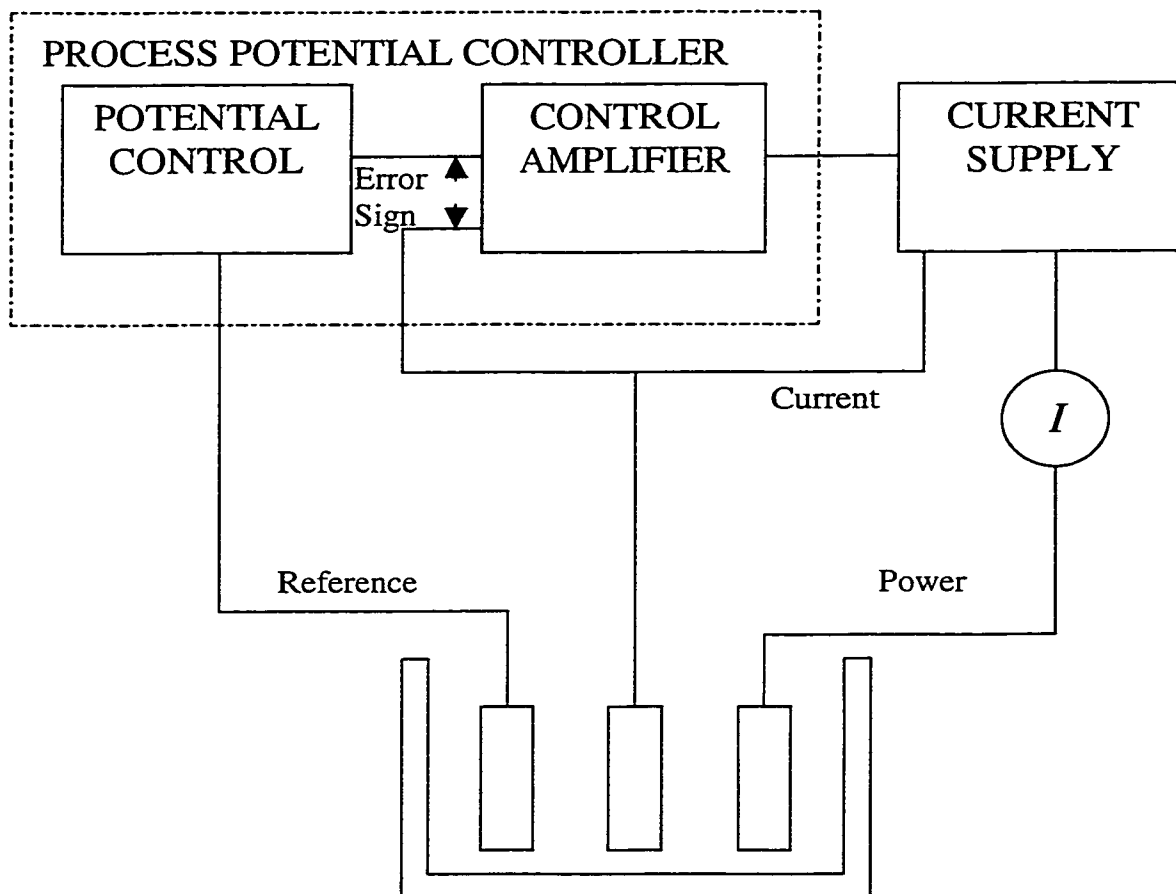 PROCESS POTENTIAL CONTROLLER
POTENTIAL
CONTROL
CONTROL
AMPLIFIER
CURRENT
SUPPLY
Error
Sign
Current
I
Reference
Power